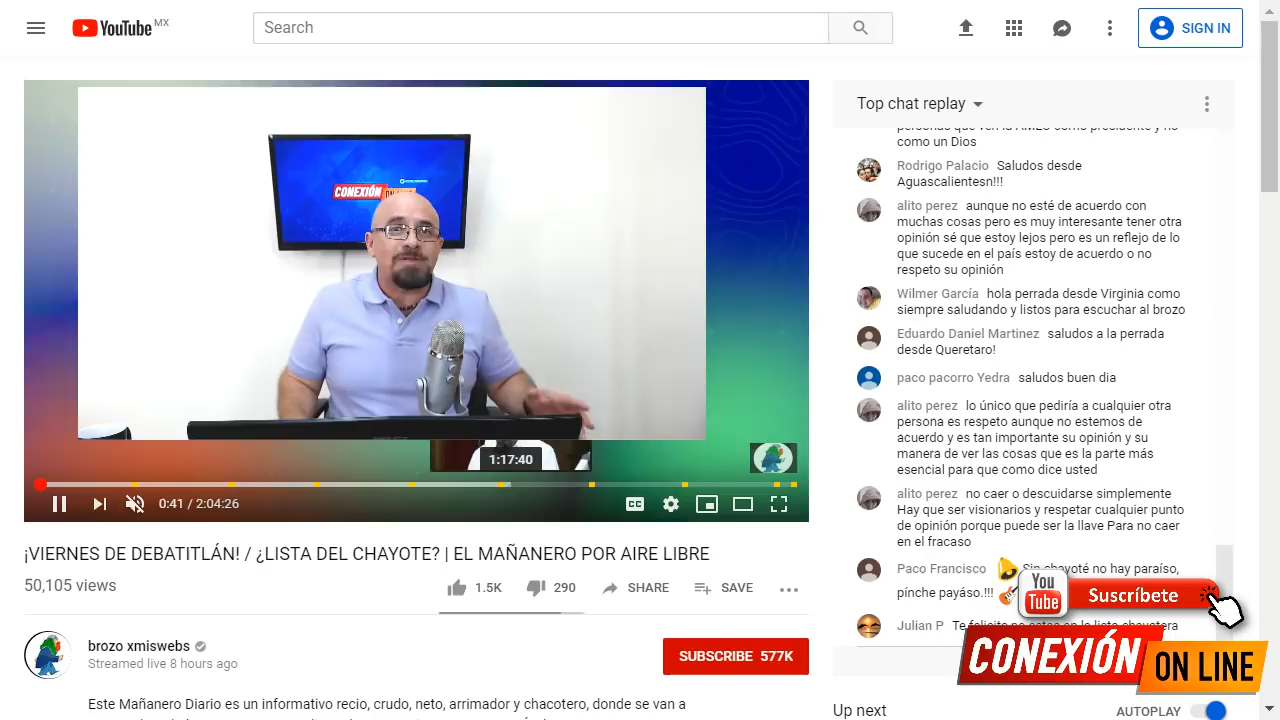 YouTube MX
Search
SIGN IN
Top chat replay
como un Dios
Rodrigo Palacio Saludos desde
Aguascalientesn!!!
alito perez aunque no esté de acuerdo con
muchas cosas pero es muy interesante tener otra
opinión sé que estoy lejos pero es un reflejo de lo
que sucede en el país estoy de acuerdo o no
respeto su opinión
Wilmer García hola perrada desde Virginia como
siempre saludando y listos para escuchar al brozo
Eduardo Daniel Martinez saludos a la perrada
desde Queretaro!
paco pacorro Yedra saludos buen dia
alito perez lo único que pediría a cualquier otra
persona es respeto aunque no estemos de
acuerdo y es tan importante su opinión y su
manera de ver las cosas que es la parte más
esencial para que como dice usted
alito perez no caer o descuidarse simplemente
Hay que ser visionarios y respetar cualquier punto
de opinión porque puede ser la llave Para no caer
en el fracaso
Paco Francisco Sin chayoté no hay paraíso,
pínche payáso.!!!
Julian P
CONEXIÓN
ON LINE
1:17:40
0:41 / 2:04:26
CC
¡VIERNES DE DEBATITLÁN! / ¿LISTA DEL CHAYOTE? | EL MAÑANERO POR AIRE LIBRE
50,105 views
1.5K
290
SHARE
SAVE
brozo xmiswebs
Streamed live 8 hours ago
SUBSCRIBE 577K
Este Mañanero Diario es un informativo recio, crudo, neto, arrimador y chacotero, donde se van a
You
Tube
Suscríbete
CONEXIÓN
ON LINE
Up next
AUTOPLAY